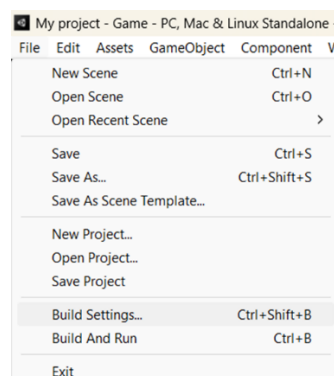 My project - Game - PC, Mac & Linux Standalone -
File Edit Assets GameObject Component
New Scene Ctrl+N
Open Scene Ctrl+O
Open Recent Scene >
Save Ctrl+S
Save As... Ctrl+Shift+S
Save As Scene Template...
New Project...
Open Project...
Save Project
Build Settings... Ctrl+Shift+B
Build And Run Ctrl+B
Exit